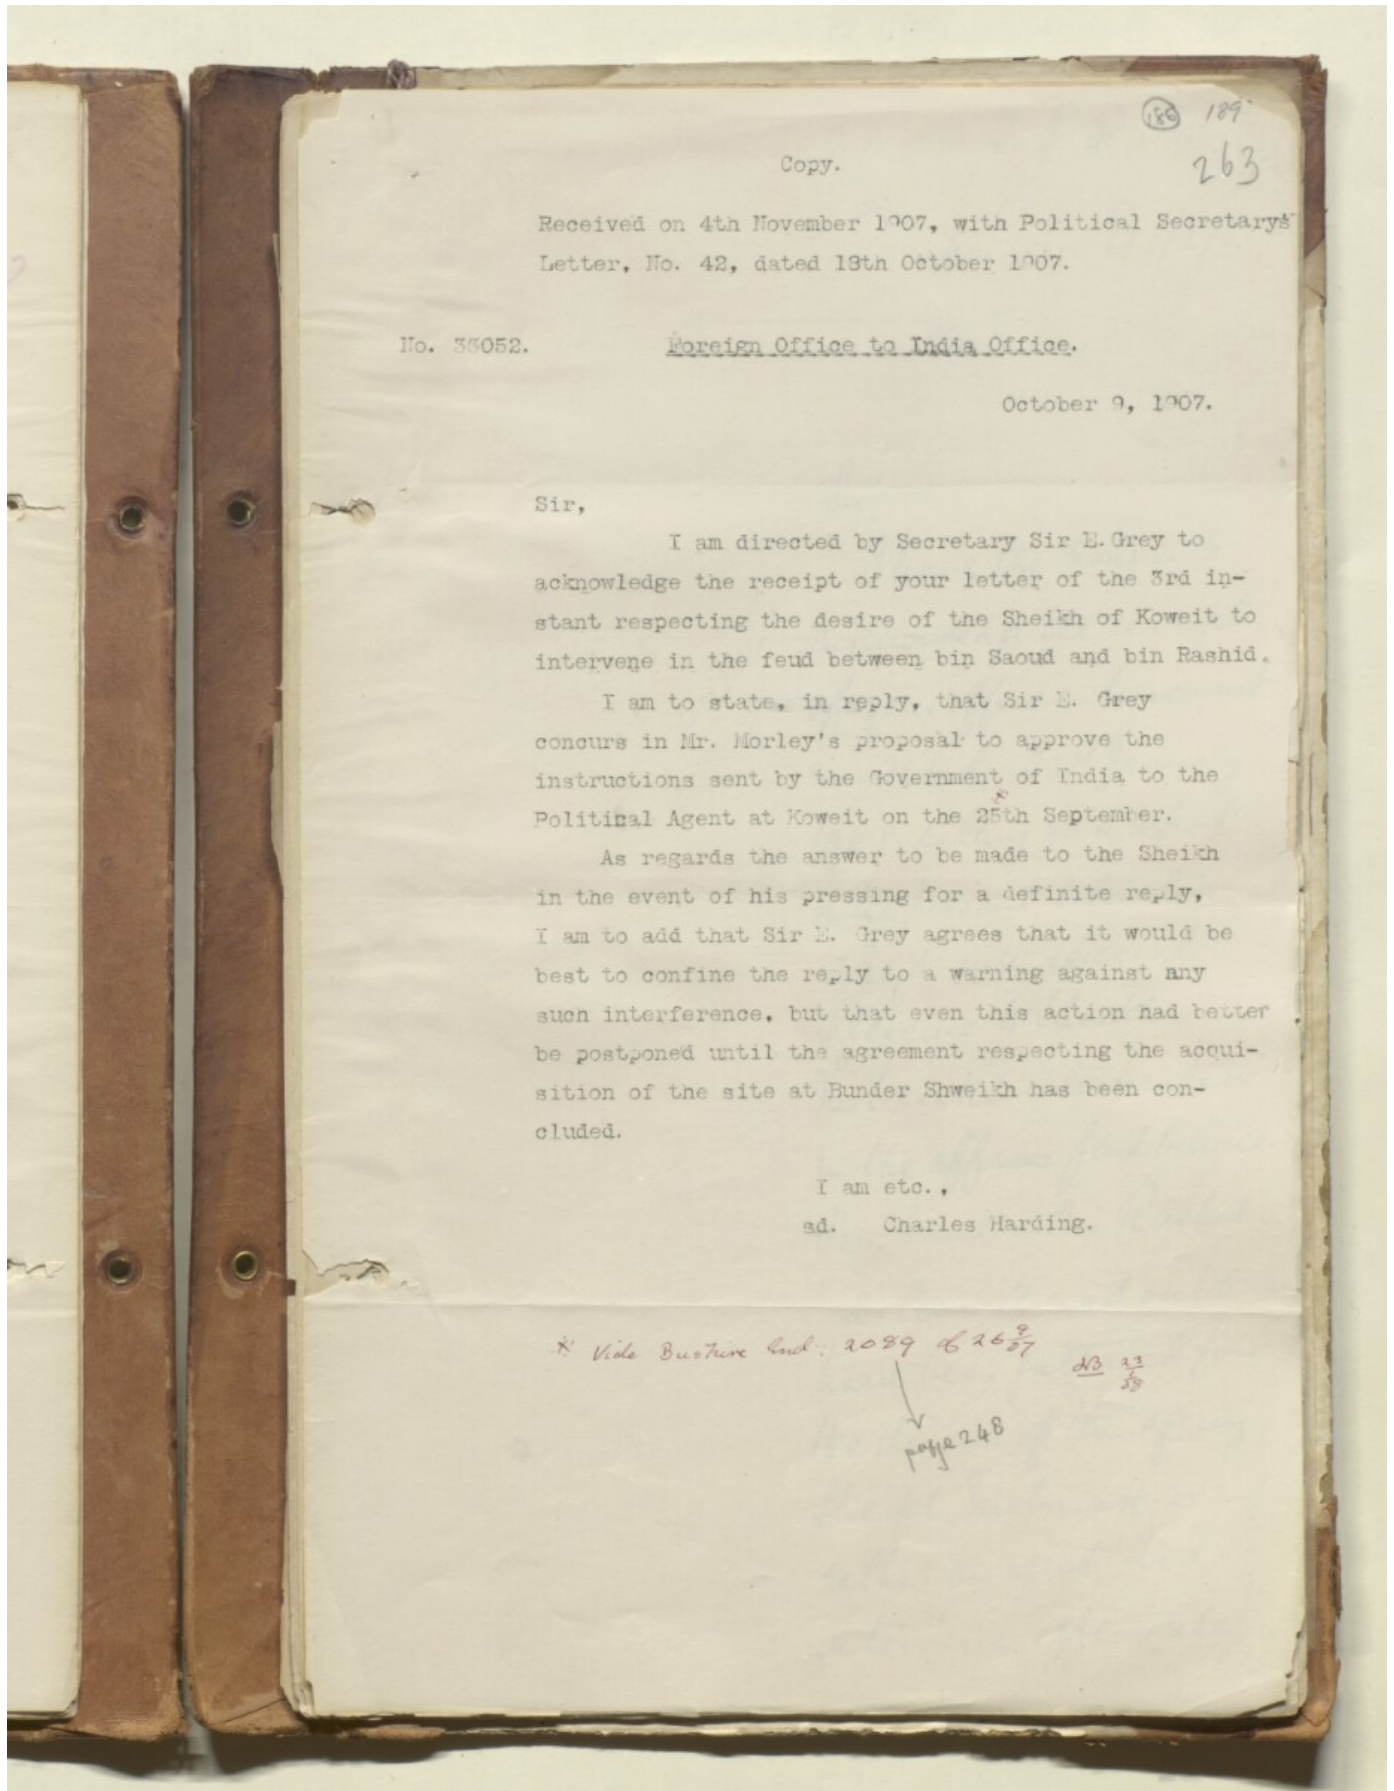 186 189
263
Copy.
Received on 4th November 1907, with Political Secretarys'
Letter, No. 42, dated 18th October 1907.
No. 33052. Foreign Office to India Office.
October 9, 1907.
Sir,
I am directed by Secretary Sir E. Grey to
acknowledge the receipt of your letter of the 3rd in-
stant respecting the desire of the Sheikh of Koweit to
intervene in the feud between bin Saoud and bin Rashid.
I am to state, in reply, that Sir E. Grey
concurs in Mr. Morley's proposal to approve the
instructions sent by the Government of India to the
Political Agent at Koweit on the 25th* September.
As regards the answer to be made to the Sheikh
in the event of his pressing for a definite reply,
I am to add that Sir E. Grey agrees that it would be
best to confine the reply to a warning against any
such interference, but that even this action had better
be postponed until the agreement respecting the acqui-
sition of the site at Bunder Shweikh has been con-
cluded.
I am etc.,
sd. Charles Harding.
* Vide Bushire End: 2089 of 26 9/07
page 248